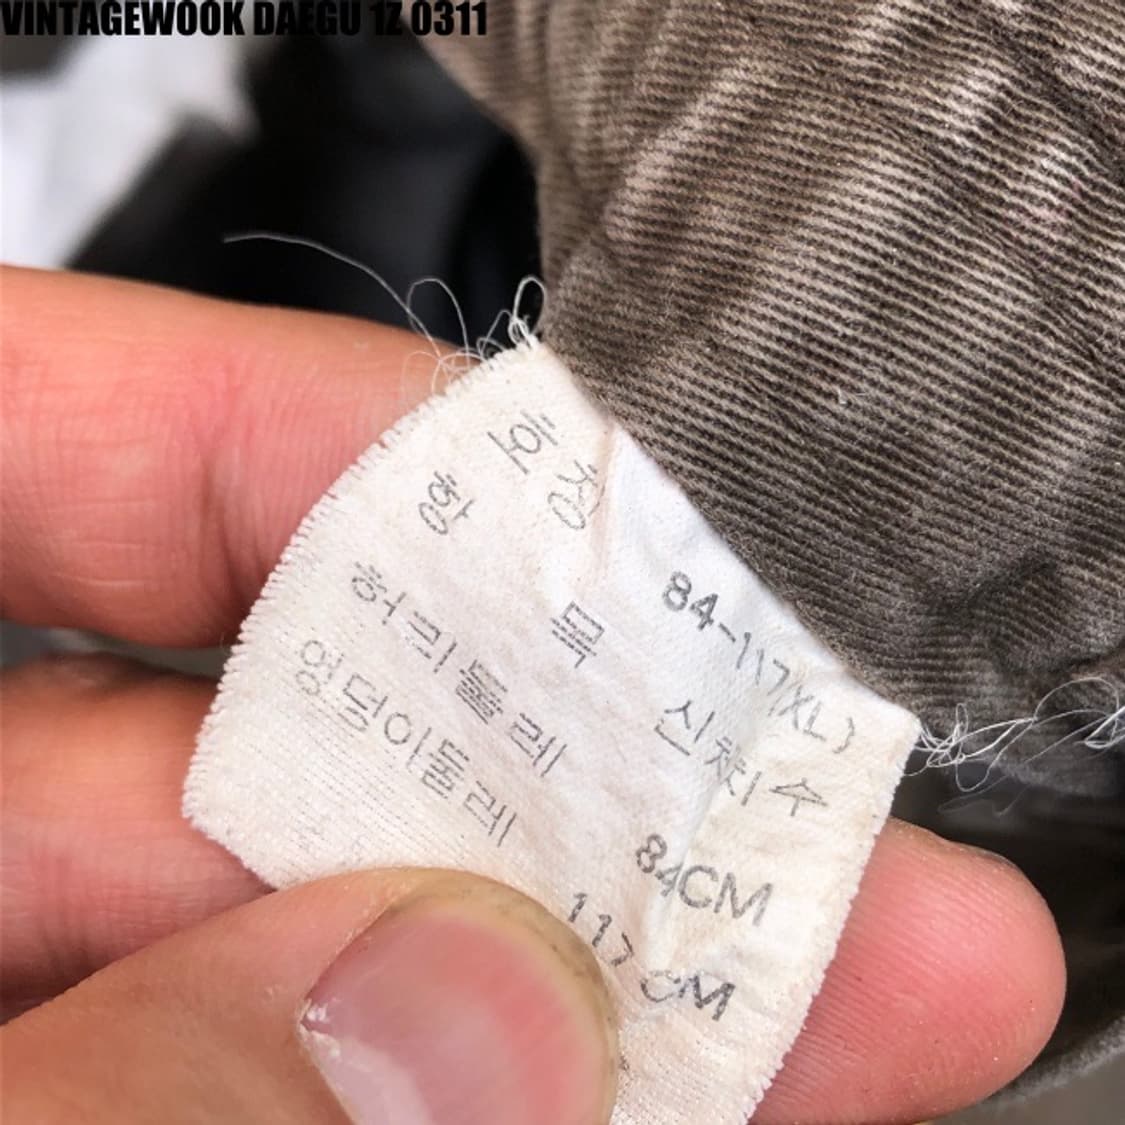 VINTAGEWOOK DAEGU 1Z 0311
호칭 84-117(XL)
항 목 신체치수
허리둘레 84CM
엉덩이둘레 117CM